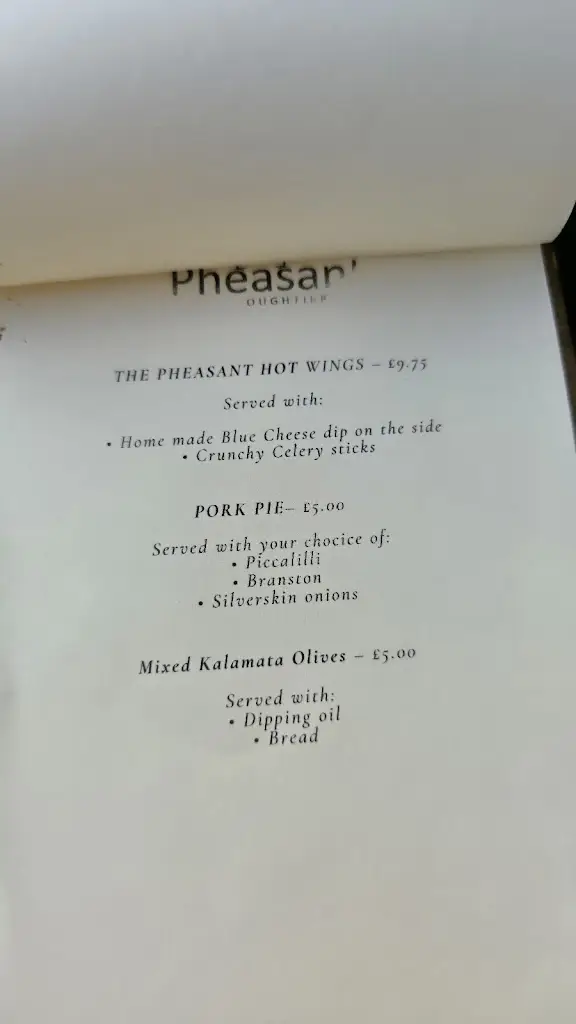 Pheasant
THE PHEASANT HOT WINGS – £9.75
Served with:
• Home made Blue Cheese dip on the side
• Crunchy Celery sticks
PORK PIE– £5.00
Served with your chocice of:
• Piccalilli
• Branston
• Silverskin onions
Mixed Kalamata Olives – £5.00
Served with:
• Dipping oil
• Bread